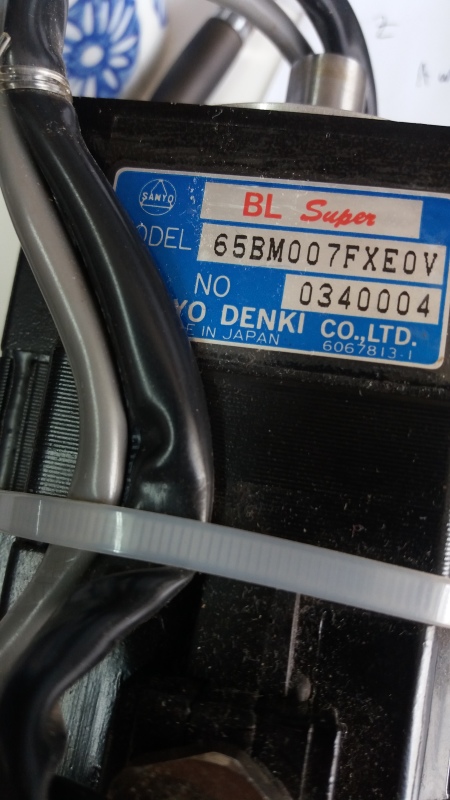 SANYO
BL Super
ODEL 65BM007FXE0V
NO 0340004
YO DENKI CO.,LTD.
E IN JAPAN 6067813-1